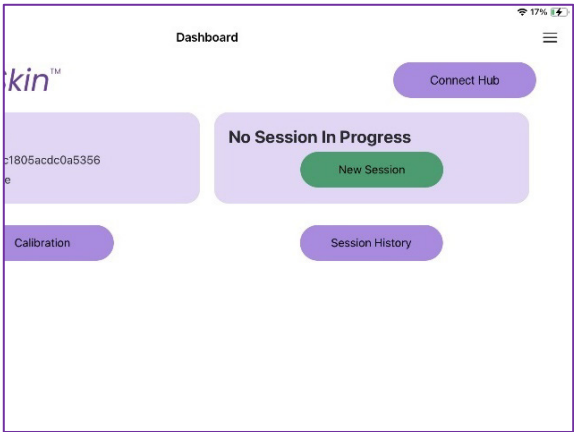 17%
Dashboard
kin™
Connect Hub
No Session In Progress
c1805acdc0a5356
e
New Session
Calibration
Session History